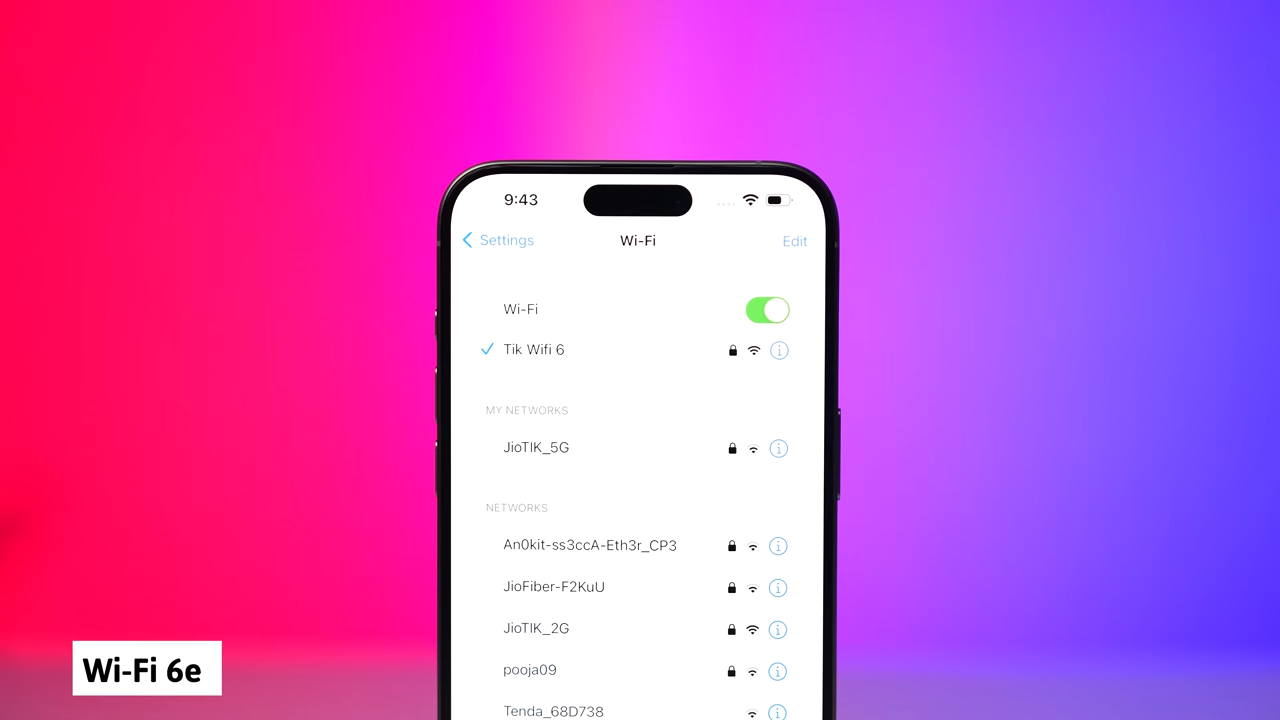 9:43
Settings Wi-Fi Edit
Wi-Fi
Tik Wifi 6
MY NETWORKS
JioTIK_5G
NETWORKS
An0kit-ss3ccA-Eth3r_CP3
JioFiber-F2KuU
JioTIK_2G
pooja09
Tenda_68D738
Wi-Fi 6e